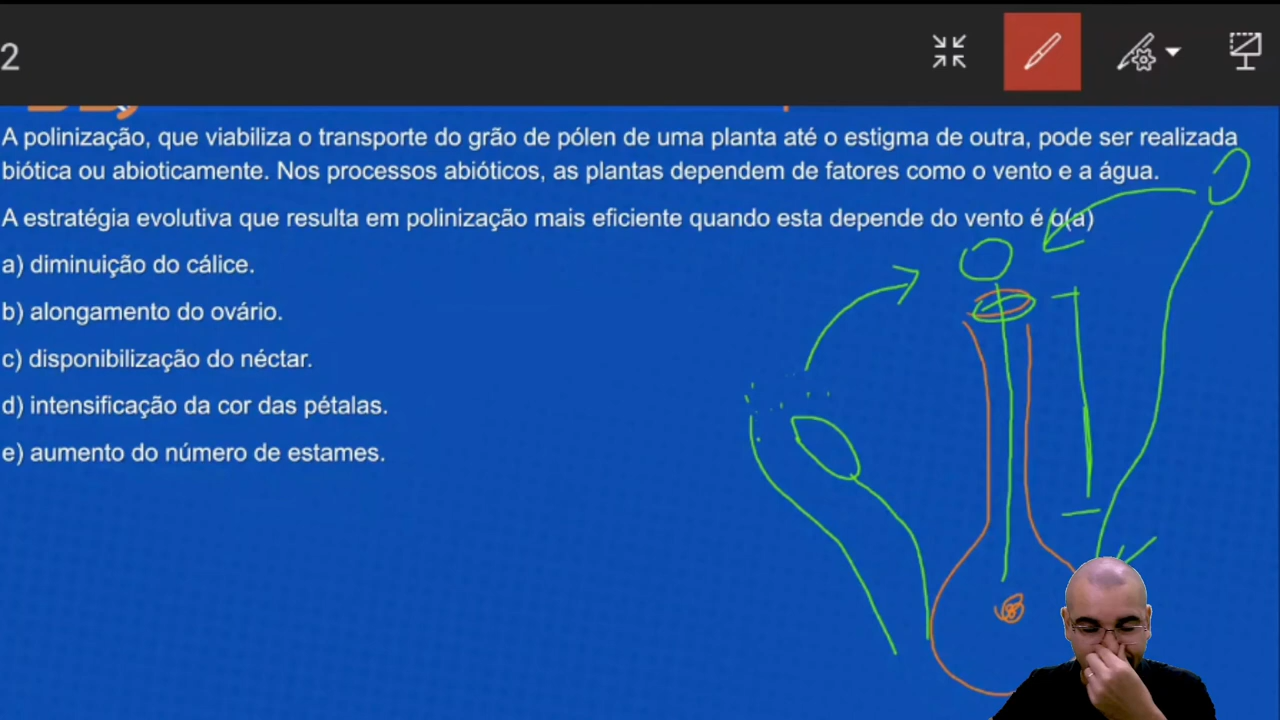 2
A polinização, que viabiliza o transporte do grão de pólen de uma planta até o estigma de outra, pode ser realizada
biótica ou abioticamente. Nos processos abióticos, as plantas dependem de fatores como o vento e a água.
A estratégia evolutiva que resulta em polinização mais eficiente quando esta depende do vento é o(a)
a) diminuição do cálice.
b) alongamento do ovário.
c) disponibilização do néctar.
d) intensificação da cor das pétalas.
e) aumento do número de estames.